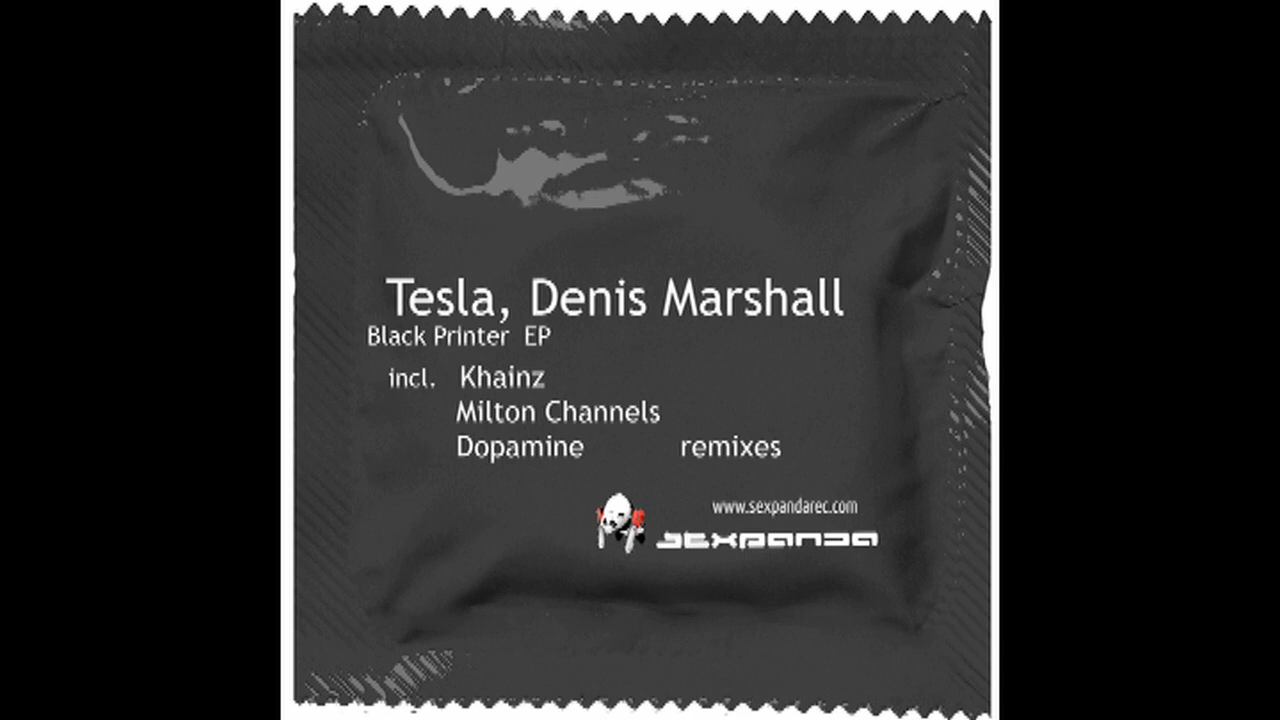 Tesla, Denis Marshall
Black Printer EP
incl. Khainz
Milton Channels
Dopamine remixes
www.sexpandarec.com
sexpanda